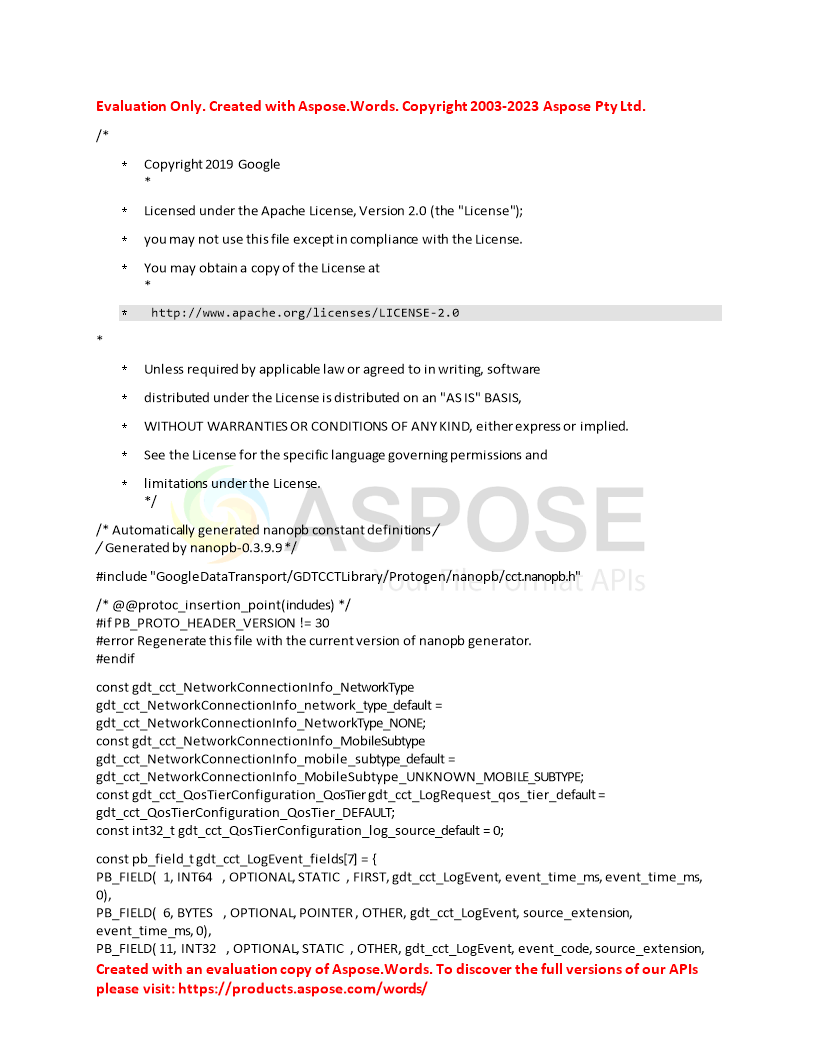 Evaluation Only. Created with Aspose.Words. Copyright 2003-2023 Aspose Pty Ltd.
/*
* Copyright 2019 Google
*
* Licensed under the Apache License, Version 2.0 (the "License");
* you may not use this file except in compliance with the License.
* You may obtain a copy of the License at
*
* http://www.apache.org/licenses/LICENSE-2.0
*
* Unless required by applicable law or agreed to in writing, software
* distributed under the License is distributed on an "AS IS" BASIS,
* WITHOUT WARRANTIES OR CONDITIONS OF ANY KIND, either express or implied.
* See the License for the specific language governing permissions and
* limitations under the License.
*/
ASPOSE
/* Automatically generated nanopb constant definitions /
/ Generated by nanopb-0.3.9.9 */
#include "GoogleDataTransport/GDTCCTLibrary/Protogen/nanopb/cct.nanopb.h"
Your File Format APIs
/* @@protoc_insertion_point(includes) */
#if PB_PROTO_HEADER_VERSION != 30
#error Regenerate this file with the current version of nanopb generator.
#endif
const gdt_cct_NetworkConnectionInfo_NetworkType
gdt_cct_NetworkConnectionInfo_network_type_default =
gdt_cct_NetworkConnectionInfo_NetworkType_NONE;
const gdt_cct_NetworkConnectionInfo_MobileSubtype
gdt_cct_NetworkConnectionInfo_mobile_subtype_default =
gdt_cct_NetworkConnectionInfo_MobileSubtype_UNKNOWN_MOBILE_SUBTYPE;
const gdt_cct_QosTierConfiguration_QosTier gdt_cct_LogRequest_qos_tier_default =
gdt_cct_QosTierConfiguration_QosTier_DEFAULT;
const int32_t gdt_cct_QosTierConfiguration_log_source_default = 0;
const pb_field_t gdt_cct_LogEvent_fields[7] = {
PB_FIELD( 1, INT64 , OPTIONAL, STATIC , FIRST, gdt_cct_LogEvent, event_time_ms, event_time_ms,
0),
PB_FIELD( 6, BYTES , OPTIONAL, POINTER , OTHER, gdt_cct_LogEvent, source_extension,
event_time_ms, 0),
PB_FIELD( 11, INT32 , OPTIONAL, STATIC , OTHER, gdt_cct_LogEvent, event_code, source_extension,
Created with an evaluation copy of Aspose.Words. To discover the full versions of our APIs
please visit: https://products.aspose.com/words/